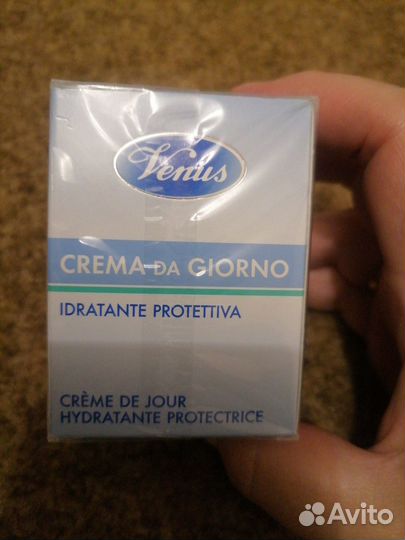 Venus
CREMA DA GIORNO
IDRATANTE PROTETTIVA
CRÈME DE JOUR
HYDRATANTE PROTECTRICE
Avito